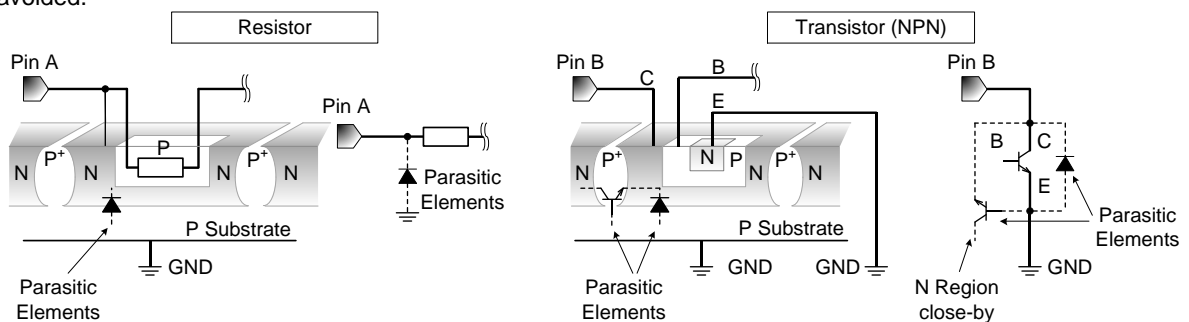 avoided.
Resistor
Transistor (NPN)
Pin A
Pin B
Pin B
B
C
E
Pin A
B
C
E
P
N P⁺ N N P⁺ N
N P⁺ N N P N P⁺ N
Parasitic
Elements
P Substrate
P Substrate
Parasitic
Elements
GND
GND
GND
GND
Parasitic
Elements
Parasitic
Elements
N Region
close-by